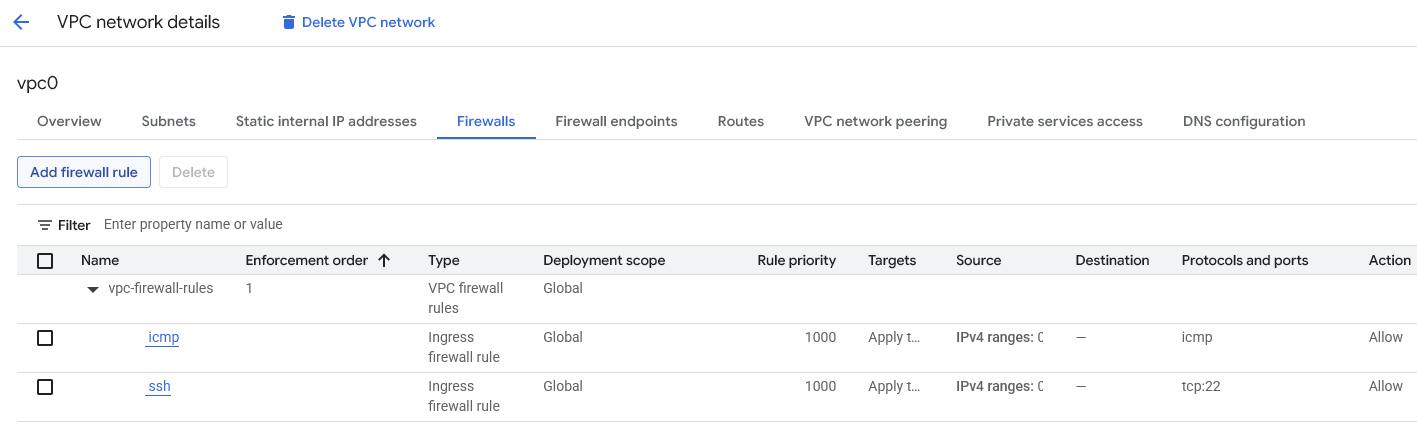 VPC network details Delete VPC network
vpc0
Overview Subnets Static internal IP addresses Firewalls Firewall endpoints Routes VPC network peering Private services access DNS configuration
Add firewall rule Delete
Filter Enter property name or value
Name Enforcement order Type Deployment scope Rule priority Targets Source Destination Protocols and ports Action
vpc-firewall-rules 1 VPC firewall Global
rules
icmp Ingress Global 1000 Apply t... IPv4 ranges: — icmp Allow
firewall rule
ssh Ingress Global 1000 Apply t... IPv4 ranges: — tcp:22 Allow
firewall rule